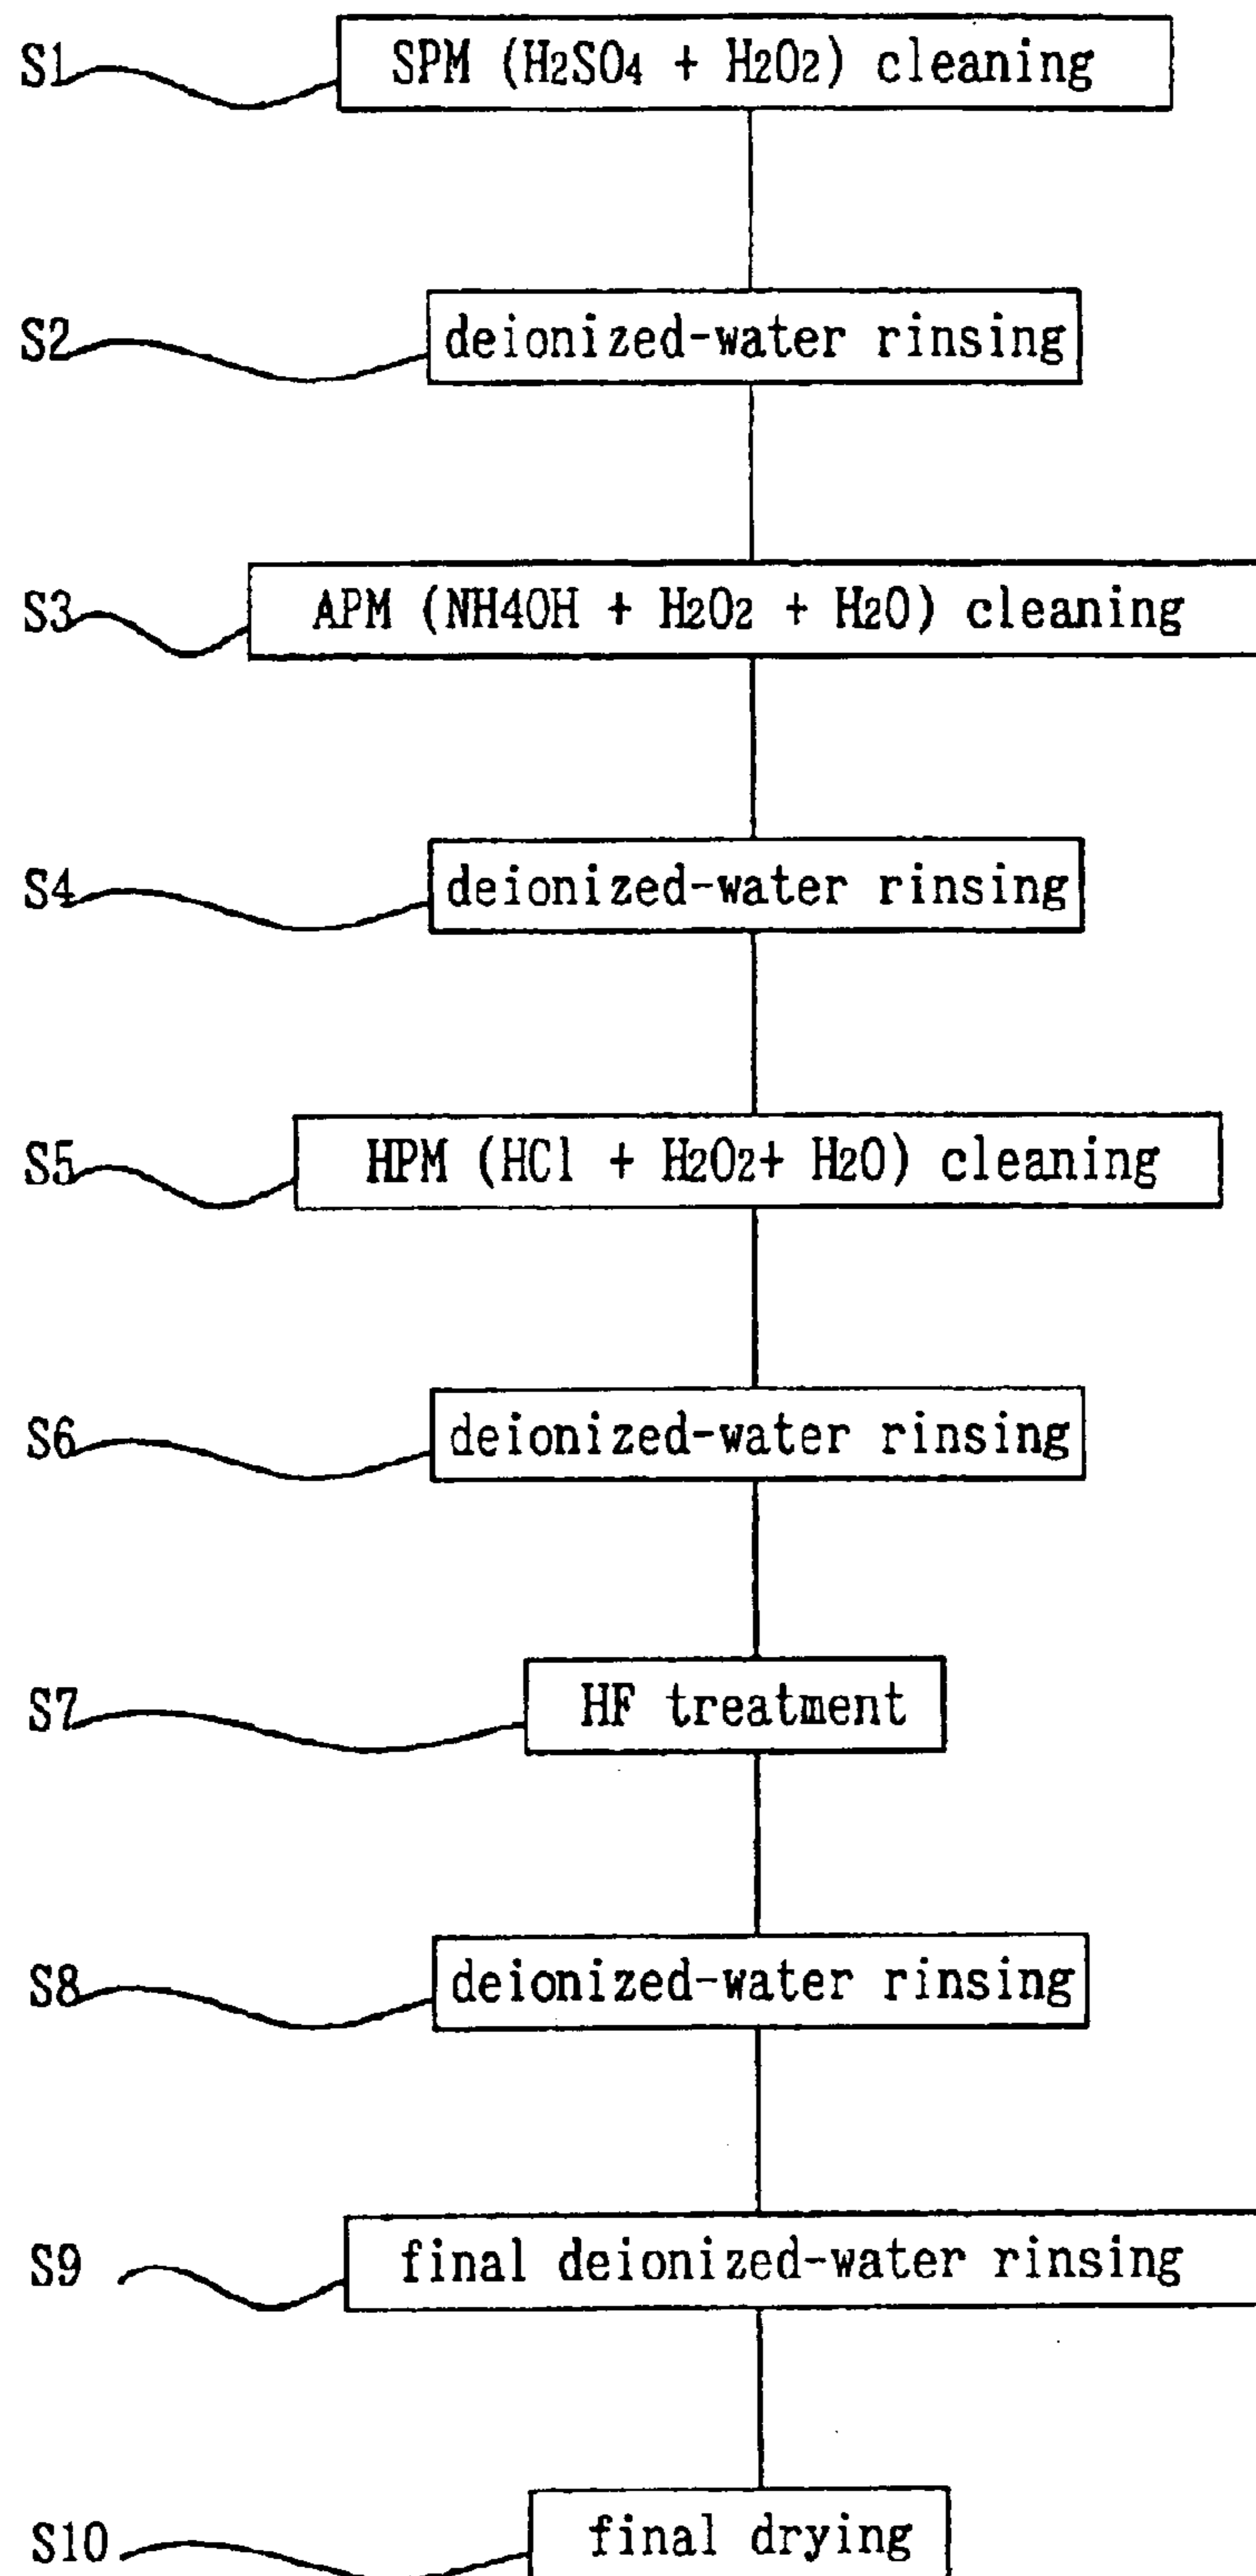 S1 SPM (H2SO4 + H2O2) cleaning
S2 deionized-water rinsing
S3 APM (NH4OH + H2O2 + H2O) cleaning
S4 deionized-water rinsing
S5 HPM (HCl + H2O2+ H2O) cleaning
S6 deionized-water rinsing
S7 HF treatment
S8 deionized-water rinsing
S9 final deionized-water rinsing
S10 final drying